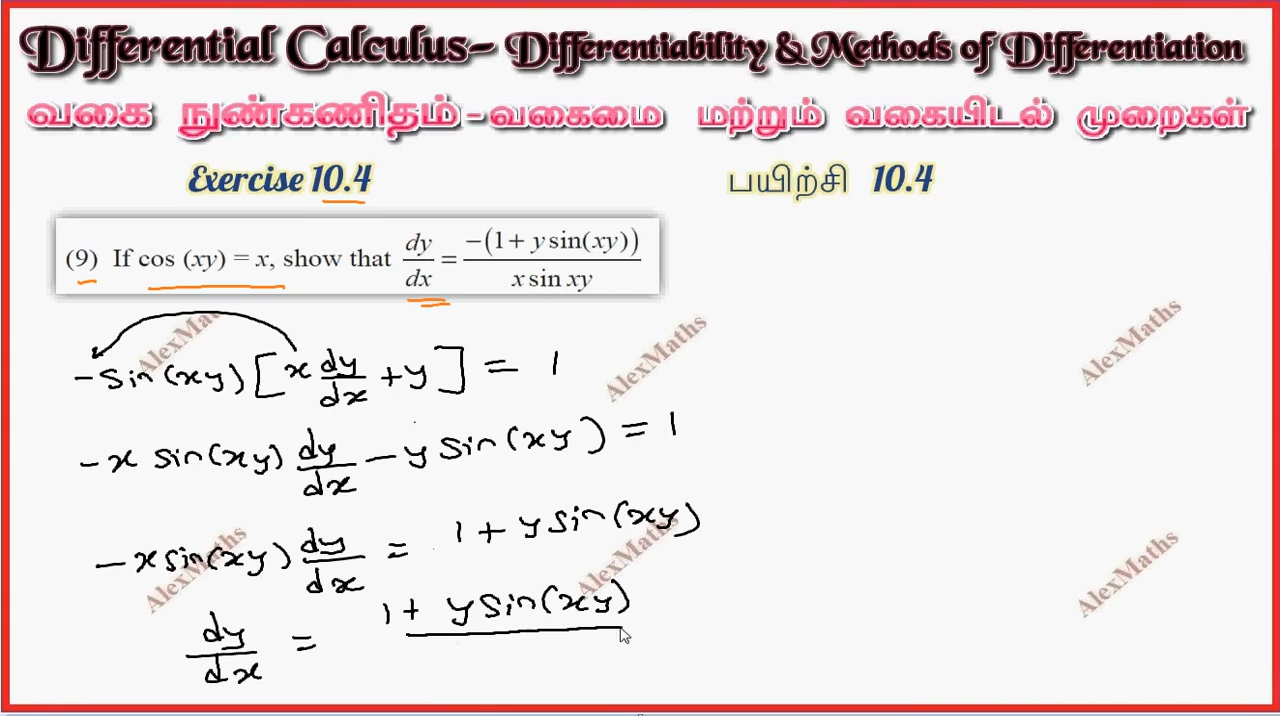 Differential Calculus- Differentiability & Methods of Differentiation
வகை நுண்கணிதம் - வகைமை மற்றும் வகையிடல் முறைகள்
Exercise 10.4 பயிற்சி 10.4
(9) If cos (xy) = x, show that dy/dx = -(1+ y sin(xy))/x sin xy
-Sin(xy)[x dy/dx + y] = 1
-x sin(xy) dy/dx - y sin(xy) = 1
-x sin(xy) dy/dx = 1 + y sin(xy)
dy/dx = 1 + y sin(xy)
AlexMaths
AlexMaths
AlexMaths
AlexMaths
AlexMaths
AlexMaths